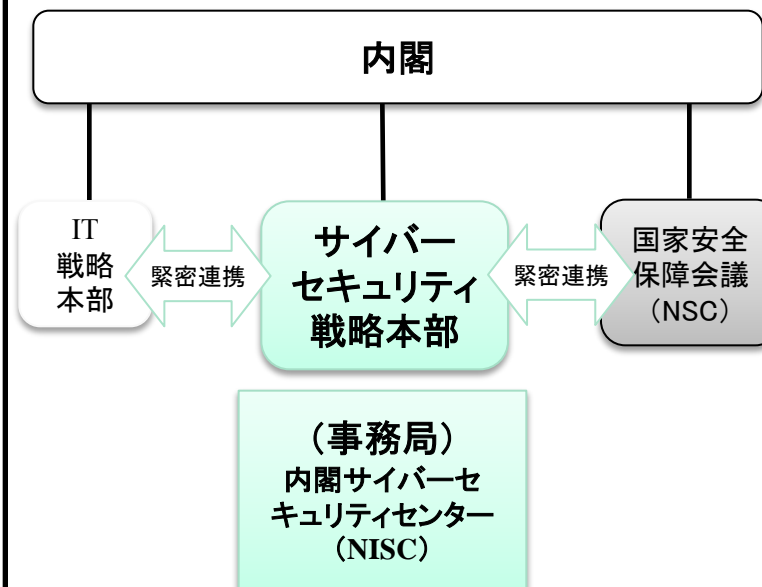 内閣
IT
戦略
本部
緊密連携
サイバー
セキュリティ
戦略本部
緊密連携
国家安全
保障会議
（NSC）
（事務局）
内閣サイバーセ
キュリティセンター
（NISC）